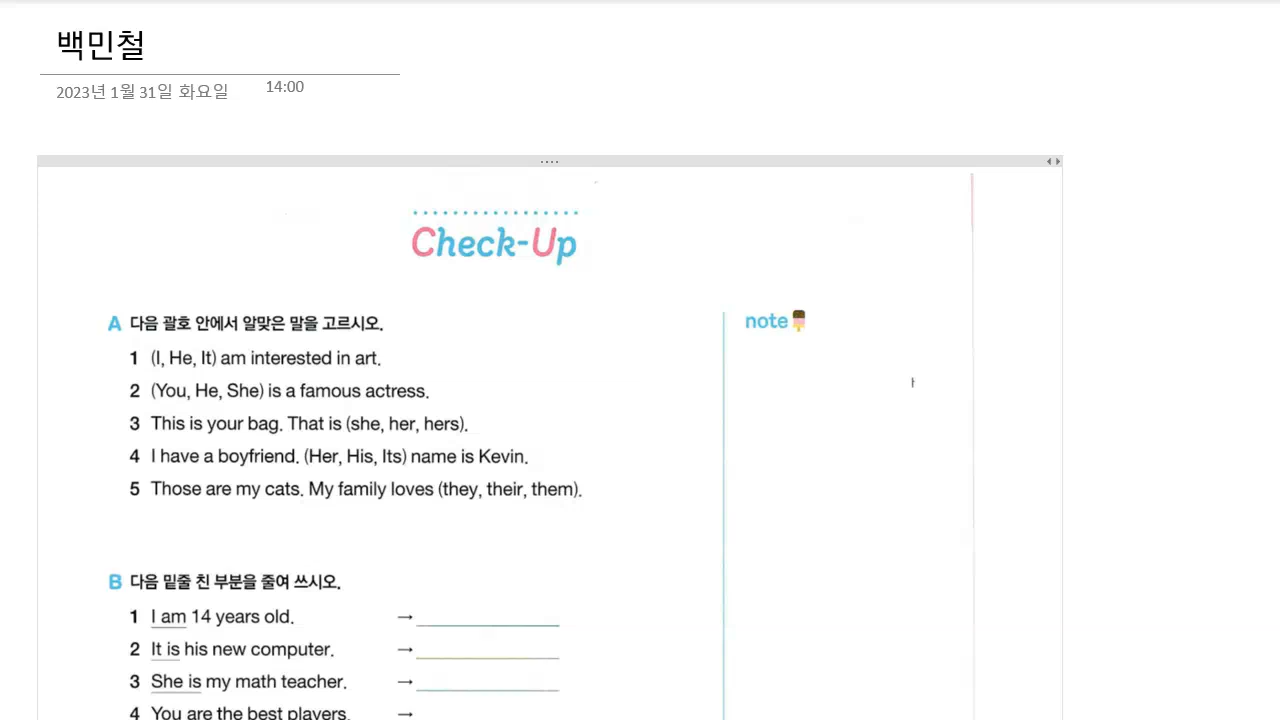 백민철
2023년 1월 31일 화요일 14:00
Check-Up
A 다음 괄호 안에서 알맞은 말을 고르시오.
note
1 (I, He, It) am interested in art.
2 (You, He, She) is a famous actress.
3 This is your bag. That is (she, her, hers).
4 I have a boyfriend. (Her, His, Its) name is Kevin.
5 Those are my cats. My family loves (they, their, them).
B 다음 밑줄 친 부분을 줄여 쓰시오.
1 I am 14 years old. →
2 It is his new computer. →
3 She is my math teacher. →
4 You are the best players. →